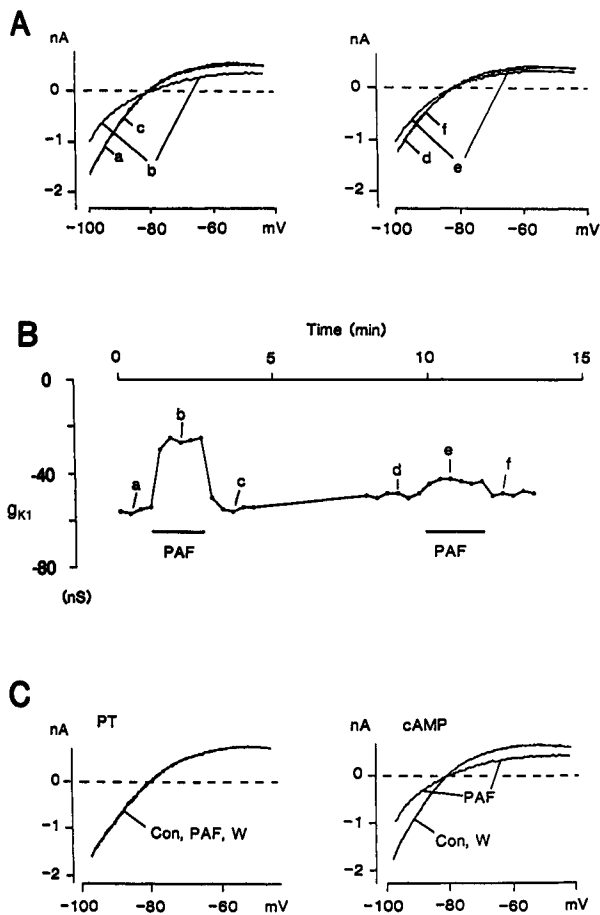 A
nA
0
-1
-2
a
b
c
-100
-80
-60
mV
nA
0
-1
-2
d
e
f
-100
-80
-60
mV
B
Time (min)
0
5
10
15
0
-40
-80
gK1
(nS)
a
b
c
d
e
f
PAF
PAF
C
PT
nA
0
-1
-2
Con, PAF, W
-100
-80
-60
mV
cAMP
nA
0
-1
-2
PAF
Con, W
-100
-80
-60
mV